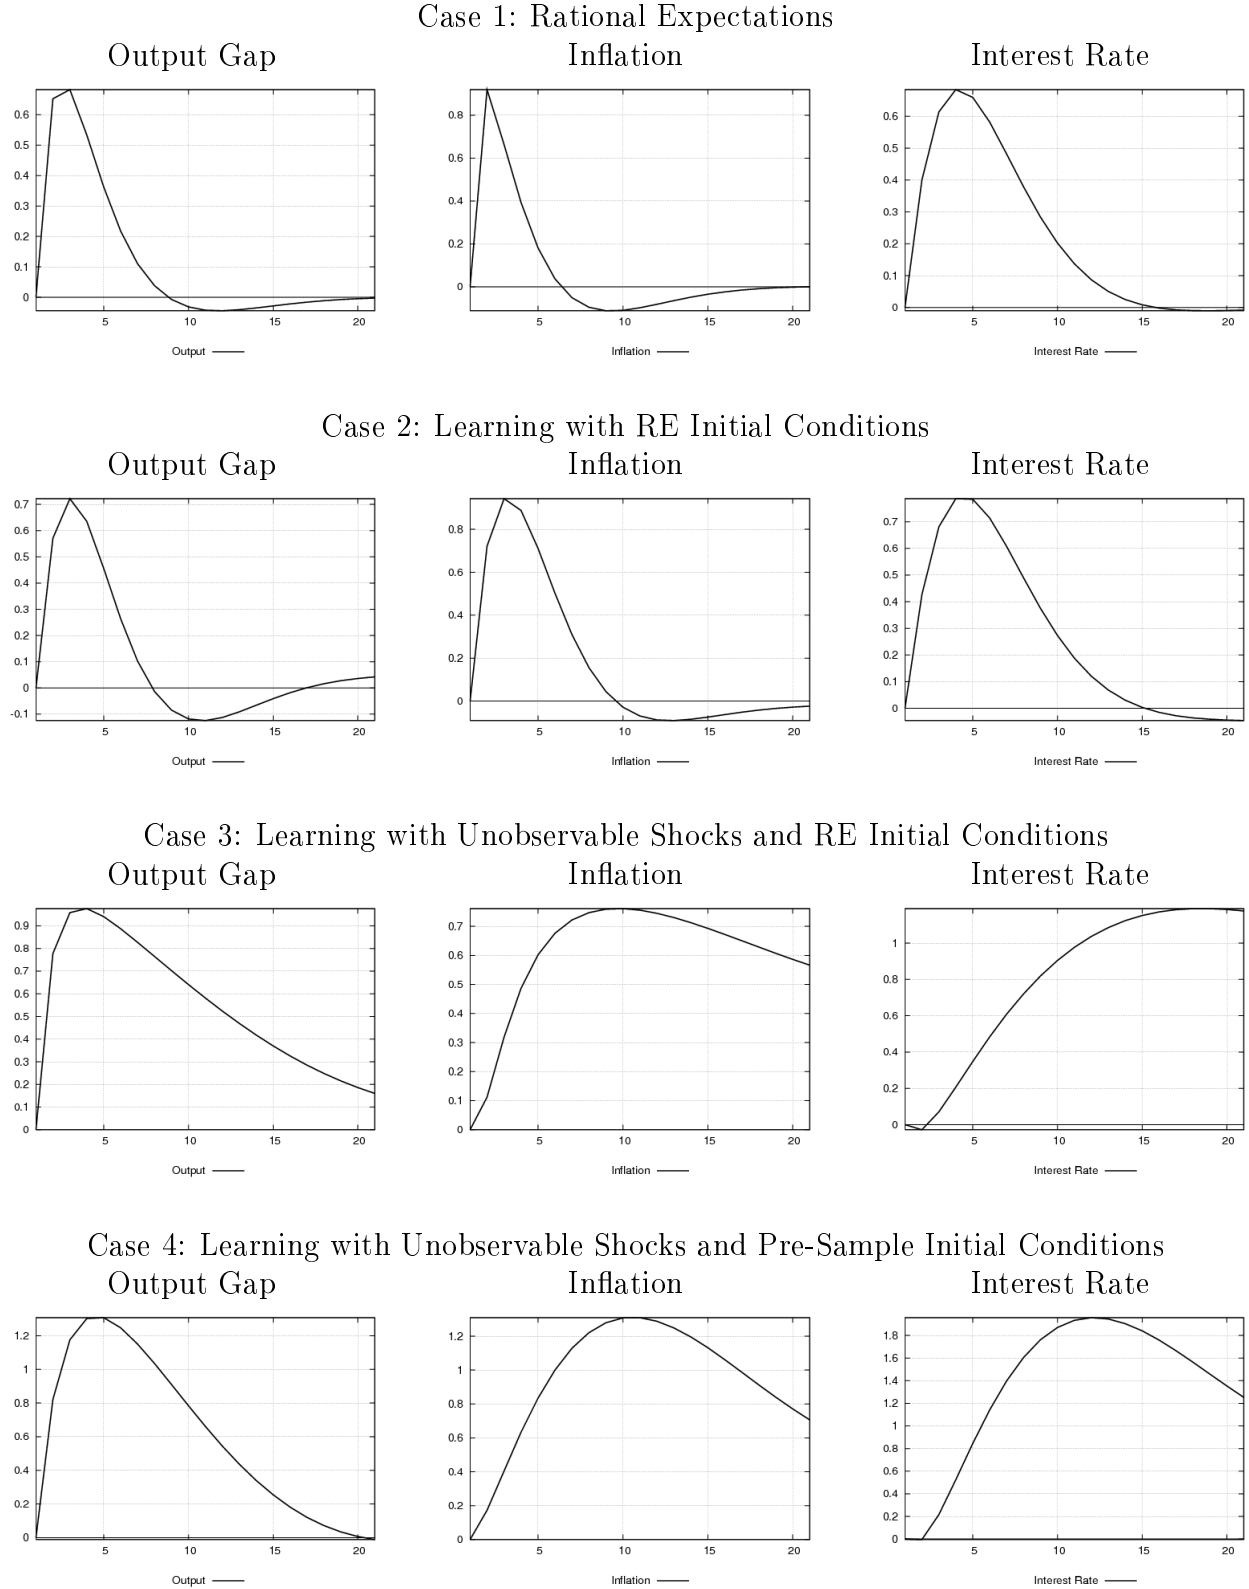 Case 1: Rational Expectations
Output Gap
Inflation
Interest Rate
0.6
0.5
0.4
0.3
0.2
0.1
0
5 10 15 20
Output
0.8
0.6
0.4
0.2
0
5 10 15 20
Inflation
0.6
0.5
0.4
0.3
0.2
0.1
0
5 10 15 20
Interest Rate
Case 2: Learning with RE Initial Conditions
Output Gap
Inflation
Interest Rate
0.7
0.6
0.5
0.4
0.3
0.2
0.1
0
-0.1
5 10 15 20
Output
0.8
0.6
0.4
0.2
0
5 10 15 20
Inflation
0.7
0.6
0.5
0.4
0.3
0.2
0.1
0
5 10 15 20
Interest Rate
Case 3: Learning with Unobservable Shocks and RE Initial Conditions
Output Gap
Inflation
Interest Rate
0.9
0.8
0.7
0.6
0.5
0.4
0.3
0.2
0.1
0
5 10 15 20
Output
0.7
0.6
0.5
0.4
0.3
0.2
0.1
0
5 10 15 20
Inflation
1
0.8
0.6
0.4
0.2
0
5 10 15 20
Interest Rate
Case 4: Learning with Unobservable Shocks and Pre-Sample Initial Conditions
Output Gap
Inflation
Interest Rate
1.2
1
0.8
0.6
0.4
0.2
0
5 10 15 20
Output
1.2
1
0.8
0.6
0.4
0.2
0
5 10 15 20
Inflation
1.8
1.6
1.4
1.2
1
0.8
0.6
0.4
0.2
0
5 10 15 20
Interest Rate